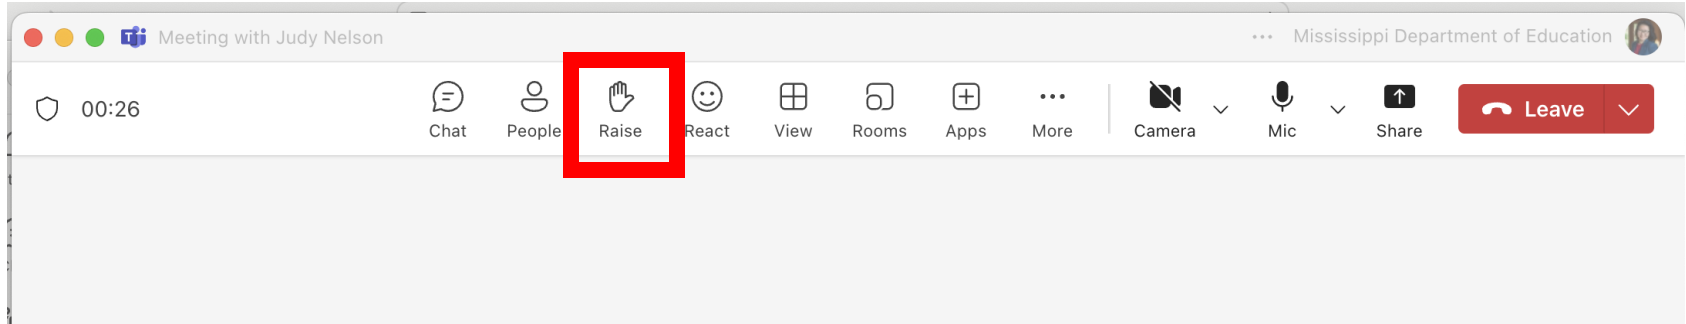 Meeting with Judy Nelson
Mississippi Department of Education
00:26
Chat People Raise React View Rooms Apps More Camera Mic Share Leave